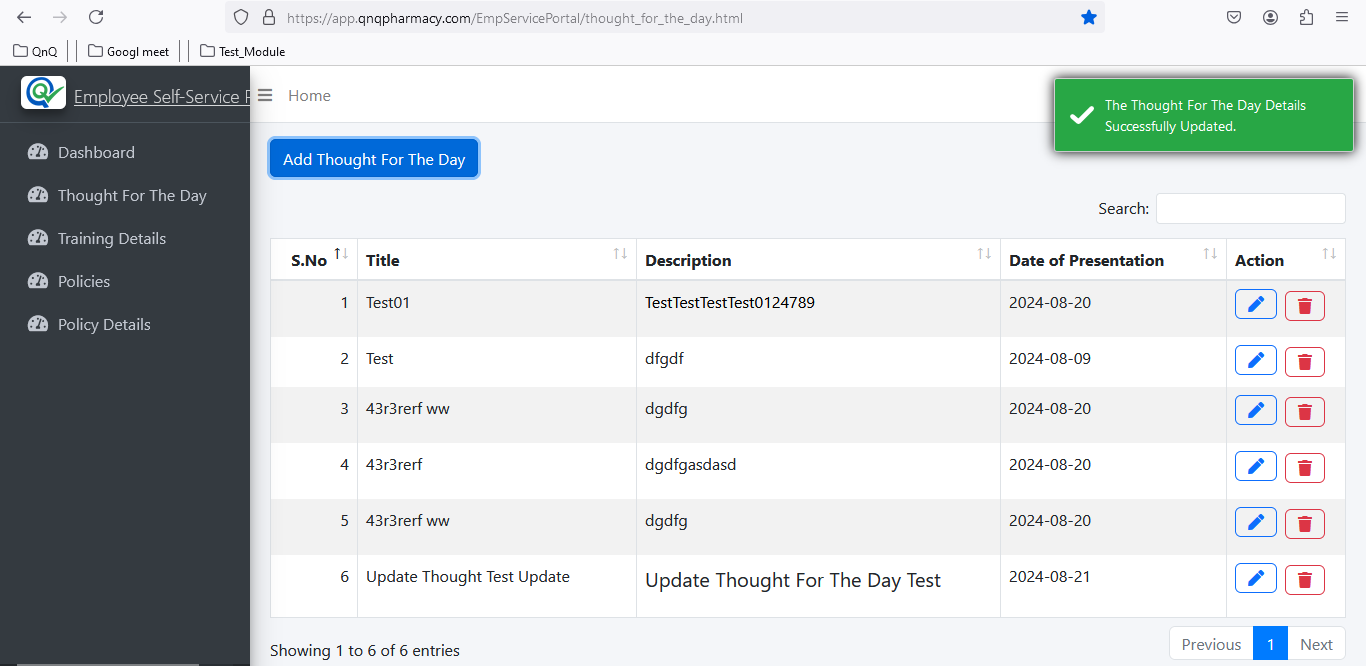 https://app.qnqpharmacy.com/EmpServicePortal/thought_for_the_day.html
QnQ
Googl meet
Test_Module
Employee Self-Service P
Home
The Thought For The Day Details
Successfully Updated.
Dashboard
Thought For The Day
Training Details
Policies
Policy Details
Add Thought For The Day
Search:
S.No Title Description Date of Presentation Action
1 Test01 TestTestTestTest0124789 2024-08-20
2 Test dfgdf 2024-08-09
3 43r3rerf ww dgdfg 2024-08-20
4 43r3rerf dgdfgasdasd 2024-08-20
5 43r3rerf ww dgdfg 2024-08-20
6 Update Thought Test Update Update Thought For The Day Test 2024-08-21
Showing 1 to 6 of 6 entries
Previous 1 Next